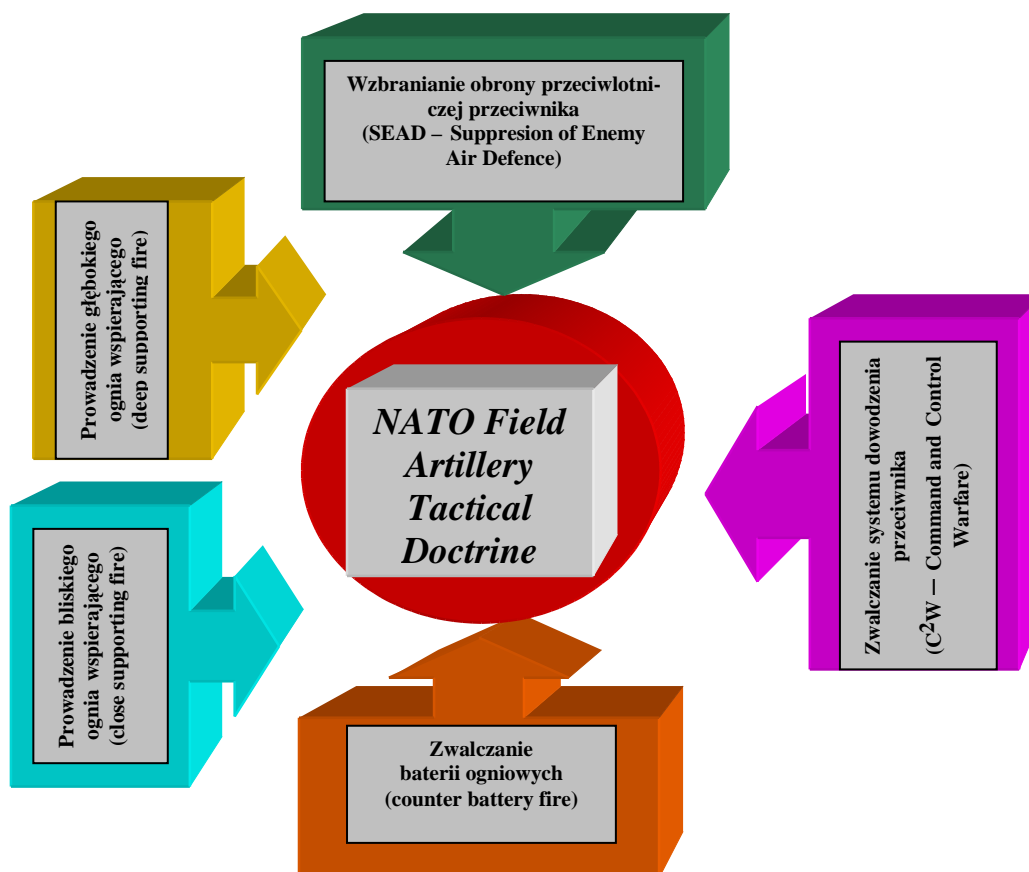 Wzbranianie obrony przeciwlotni-
czej przeciwnika
(SEAD – Suppresion of Enemy
Air Defence)
Prowadzenie głębokiego
ognia wspierającego
(deep supporting fire)
NATO Field
Artillery
Tactical
Doctrine
Zwalczanie systemu dowodzenia
przeciwnika
(C²W – Command and Control
Warfare)
Prowadzenie bliskiego
ognia wspierającego
(close supporting fire)
Zwalczanie
baterii ogniowych
(counter battery fire)